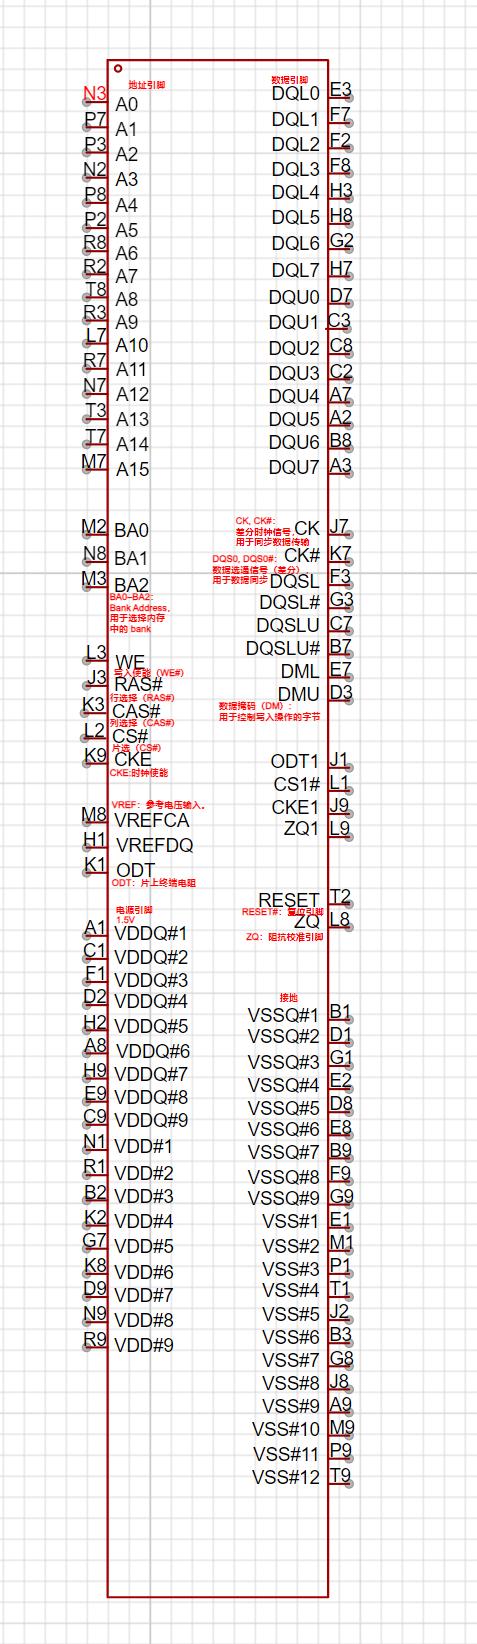 地址引脚
N3 A0
P7 A1
P3 A2
N2 A3
P8 A4
P2 A5
R8 A6
R2 A7
T8 A8
R3 A9
L7 A10
R7 A11
N7 A12
T3 A13
T7 A14
M7 A15
M2 BA0
N8 BA1
M3 BA2
BA0–BA2:
Bank Address,
用于选择内存
中的 bank
L3 WE
写入使能（WE#）
J3 RAS#
行选择（RAS#）
K3 CAS#
列选择（CAS#）
L2 CS#
片选（CS#）
K9 CKE
CKE:时钟使能
VREF：参考电压输入。
M8 VREFCA
H1 VREFDQ
K1 ODT
ODT：片上终端电阻
电源引脚
1.5V
A1 VDDQ#1
C1 VDDQ#2
F1 VDDQ#3
D2 VDDQ#4
H2 VDDQ#5
A8 VDDQ#6
H9 VDDQ#7
E9 VDDQ#8
C9 VDDQ#9
N1 VDD#1
R1 VDD#2
B2 VDD#3
K2 VDD#4
G7 VDD#5
K8 VDD#6
D9 VDD#7
N9 VDD#8
R9 VDD#9
数据引脚
DQL0 E3
DQL1 F7
DQL2 F2
DQL3 F8
DQL4 H3
DQL5 H8
DQL6 G2
DQL7 H7
DQU0 D7
DQU1 C3
DQU2 C8
DQU3 C2
DQU4 A7
DQU5 A2
DQU6 B8
DQU7 A3
CK, CK#:
差分时钟信号,
用于同步数据传输
CK J7
CK# K7
DQS0, DQS0#:
数据选通信号（差分）,
用于数据同步
DQSL F3
DQSL# G3
DQSLU C7
DQSLU# B7
DML E7
DMU D3
数据掩码（DM）:
用于控制写入操作的字节
ODT1 J1
CS1# L1
CKE1 J9
ZQ1 L9
RESET T2
RESET#：复位引脚
ZQ L8
ZQ：阻抗校准引脚
接地
VSSQ#1 B1
VSSQ#2 D1
VSSQ#3 G1
VSSQ#4 E2
VSSQ#5 D8
VSSQ#6 E8
VSSQ#7 B9
VSSQ#8 F9
VSSQ#9 G9
VSS#1 E1
VSS#2 M1
VSS#3 P1
VSS#4 T1
VSS#5 J2
VSS#6 B3
VSS#7 G8
VSS#8 J8
VSS#9 A9
VSS#10 M9
VSS#11 P9
VSS#12 T9